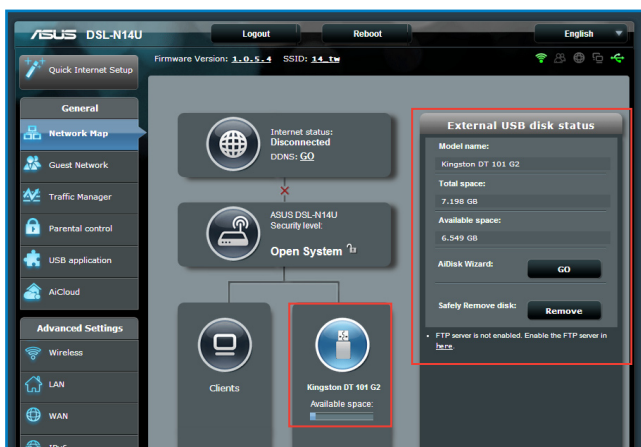 ASUS DSL-N14U
Logout
Reboot
English
Quick Internet Setup
Firmware Version: 1.0.5.4 SSID: 14_tw
General
Network Map
Guest Network
Traffic Manager
Parental control
USB application
AiCloud
Advanced Settings
Wireless
LAN
WAN
IPv6
Internet status:
Disconnected
DDNS: GO
ASUS DSL-N14U
Security level:
Open System
Clients
Kingston DT 101 G2
Available space:
External USB disk status
Model name:
Kingston DT 101 G2
Total space:
7.198 GB
Available space:
6.549 GB
AiDisk Wizard:
GO
Safely Remove disk:
Remove
FTP server is not enabled. Enable the FTP server in
here.